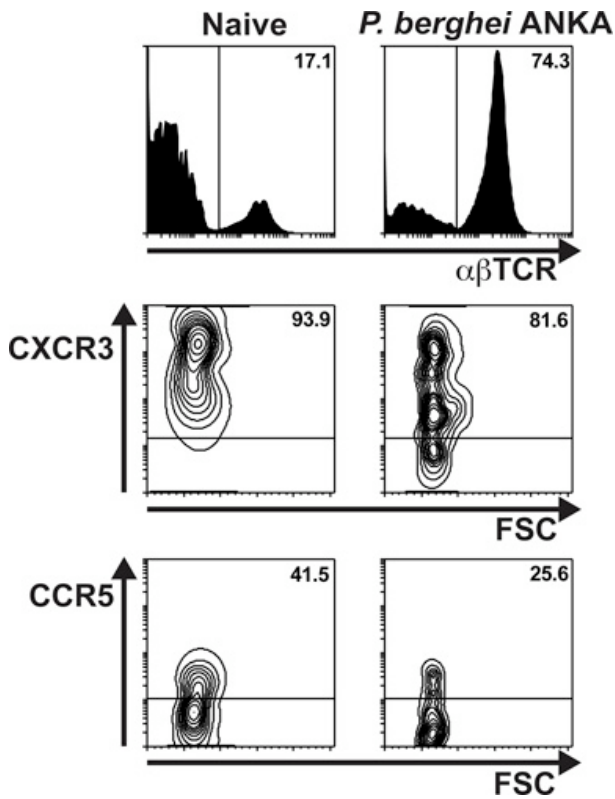 Naive P. berghei ANKA
17.1 74.3
αβTCR
CXCR3 93.9 81.6
FSC
CCR5 41.5 25.6
FSC